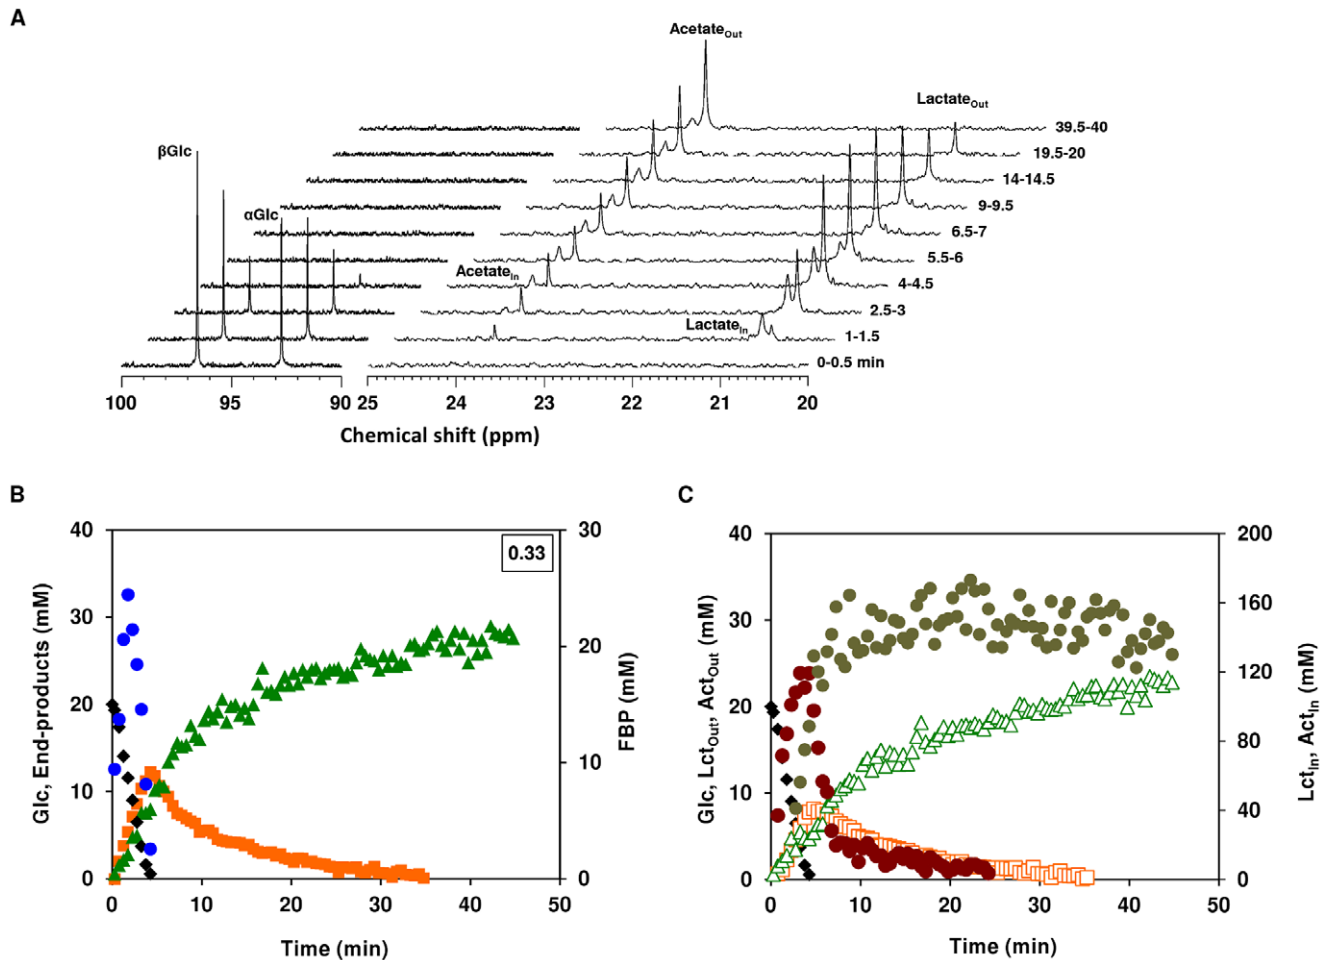 A
Acetate_Out
Lactate_Out
39.5-40
βGlc
19.5-20
14-14.5
αGlc
9-9.5
6.5-7
5.5-6
Acetate_In
4-4.5
2.5-3
Lactate_In
1-1.5
0-0.5 min
100 95 90 25 24 23 22 21 20
Chemical shift (ppm)
B
40 30 20 10 0
Glc, End-products (mM)
0.33
30 20 10 0
FBP (mM)
0 10 20 30 40 50
Time (min)
C
40 30 20 10 0
Glc, Lct_Out, Act_Out (mM)
200 160 120 80 40 0
Lct_In, Act_In (mM)
0 10 20 30 40 50
Time (min)